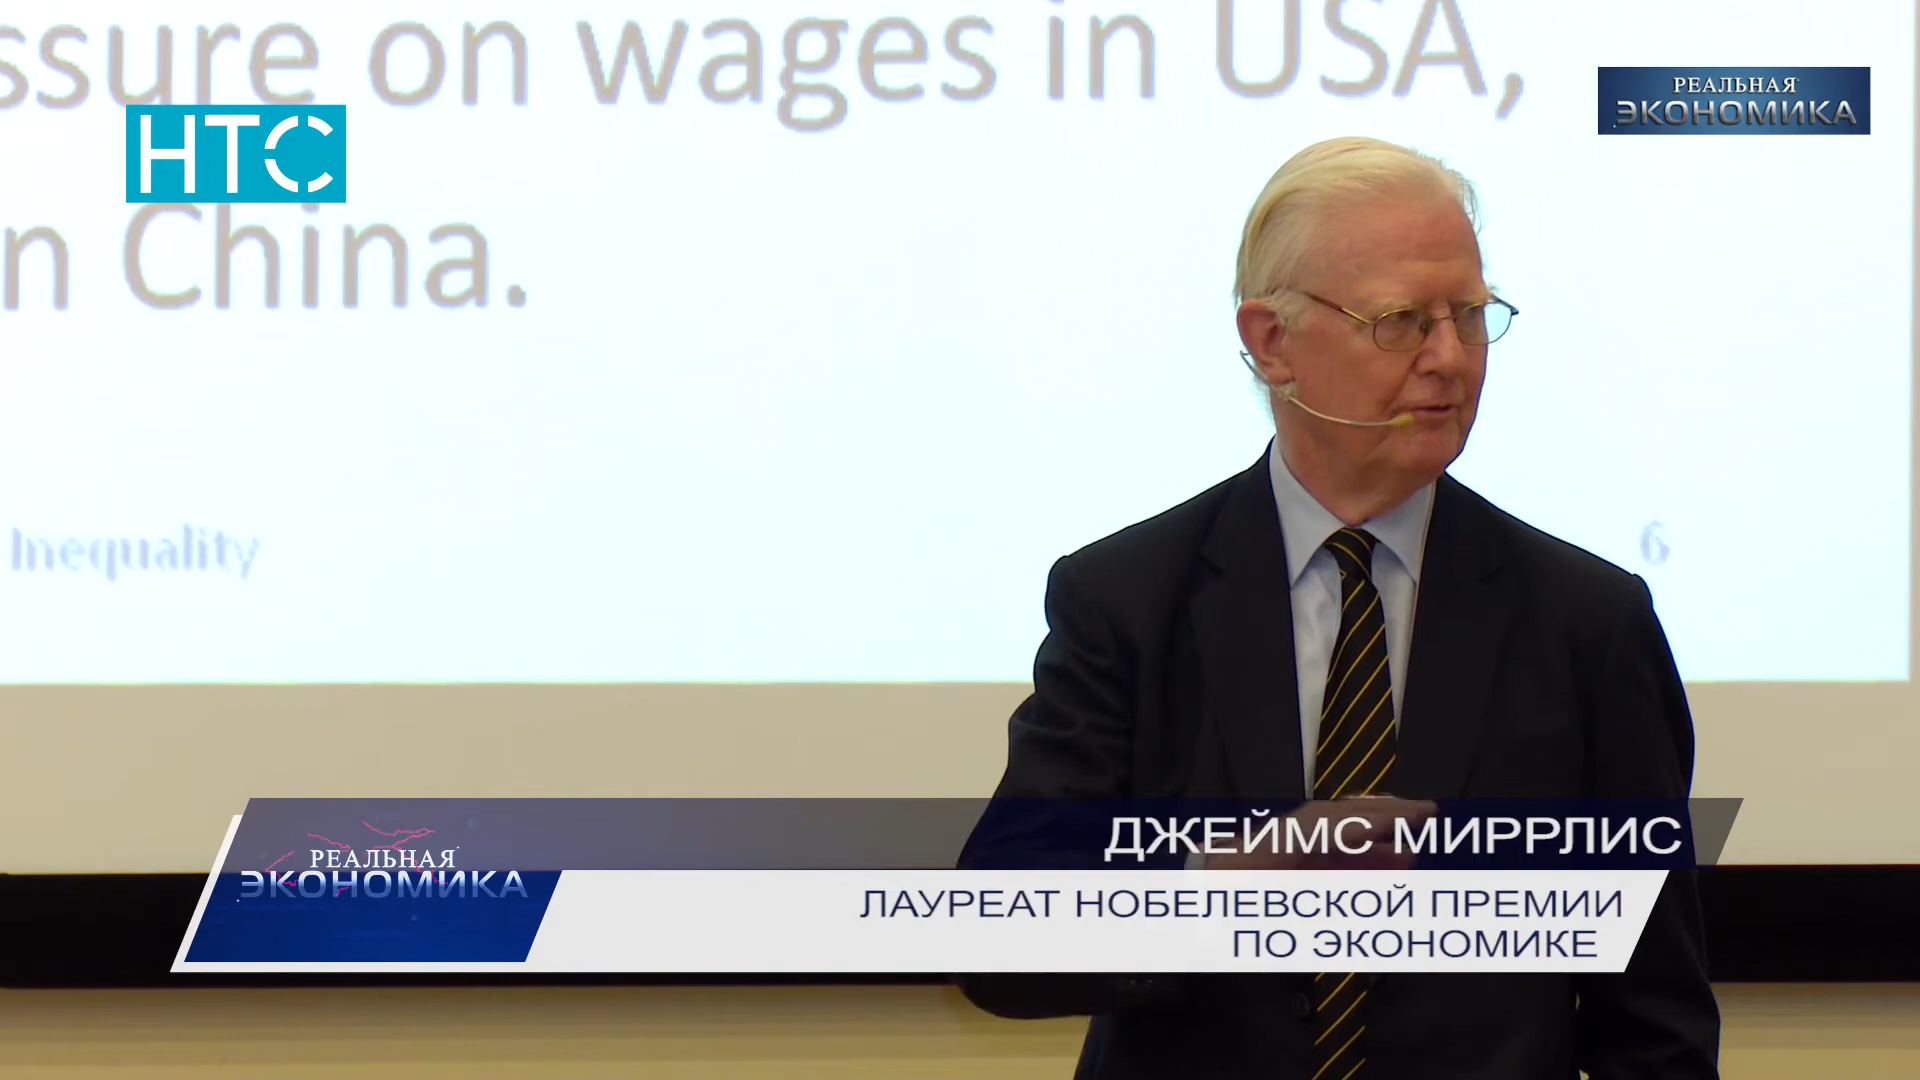 ssure on wages in USA,
n China.
Inequality
6
НТС
РЕАЛЬНАЯ
ЭКОНОМИКА
ДЖЕЙМС МИРРЛИС
РЕАЛЬНАЯ
ЭКОНОМИКА
ЛАУРЕАТ НОБЕЛЕВСКОЙ ПРЕМИИ
ПО ЭКОНОМИКЕ